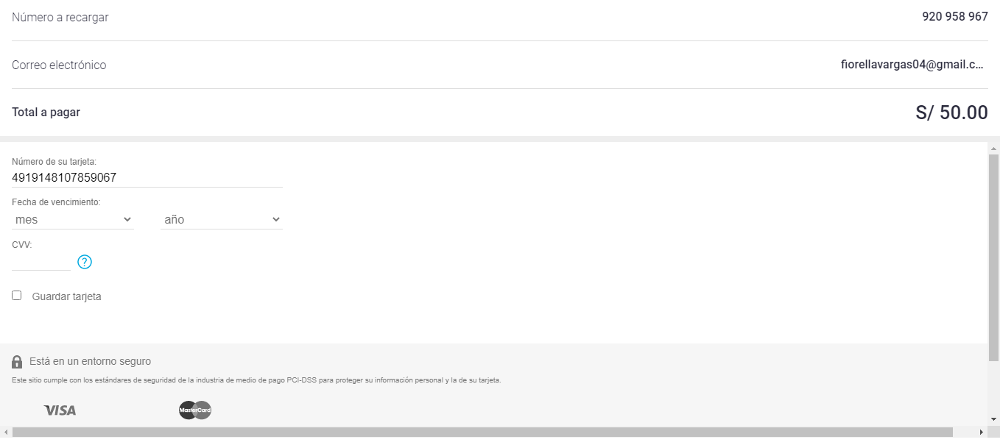 Número a recargar 920 958 967
Correo electrónico fiorellavargas04@gmail.c...
Total a pagar S/ 50.00
Número de su tarjeta:
4919148107859067
Fecha de vencimiento:
mes año
CVV:
?
Guardar tarjeta
Está en un entorno seguro
Este sitio cumple con los estándares de seguridad de la industria de medio de pago PCI-DSS para proteger su información personal y la de su tarjeta.
VISA MasterCard